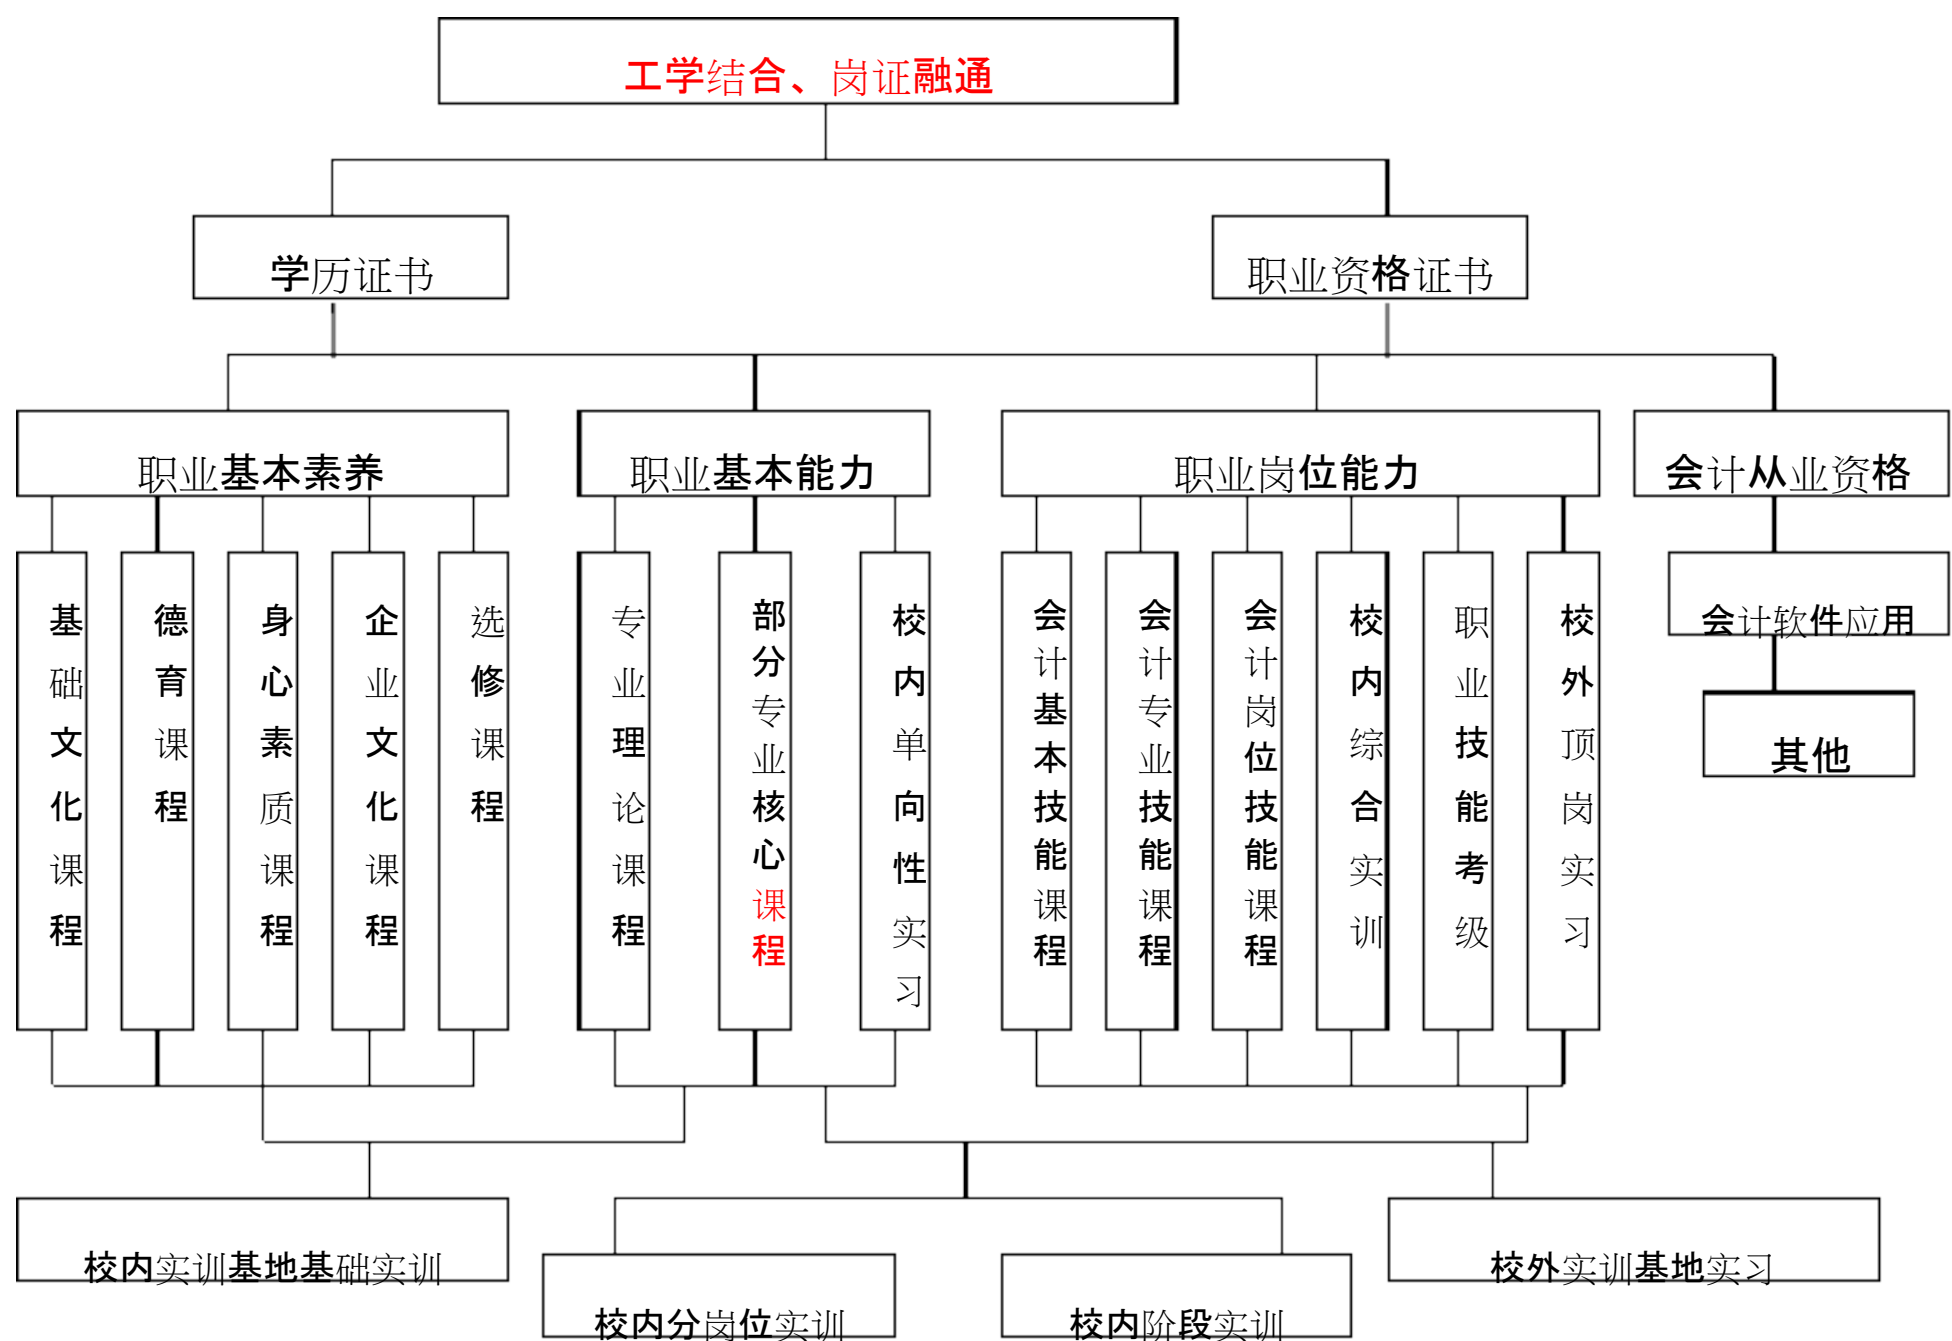 工学结合、岗证融通
学历证书
职业资格证书
职业基本素养
职业基本能力
职业岗位能力
会计从业资格
基础文化课程
德育课程
身心素质课程
企业文化课程
选修课程
专业理论课程
部分专业核心课程
校内单向性实习
会计基本技能课程
会计专业技能课程
会计岗位技能课程
校内综合实训
职业技能考级
校外顶岗实习
会计软件应用
其他
校内实训基地基础实训
校内分岗位实训
校内阶段实训
校外实训基地实习